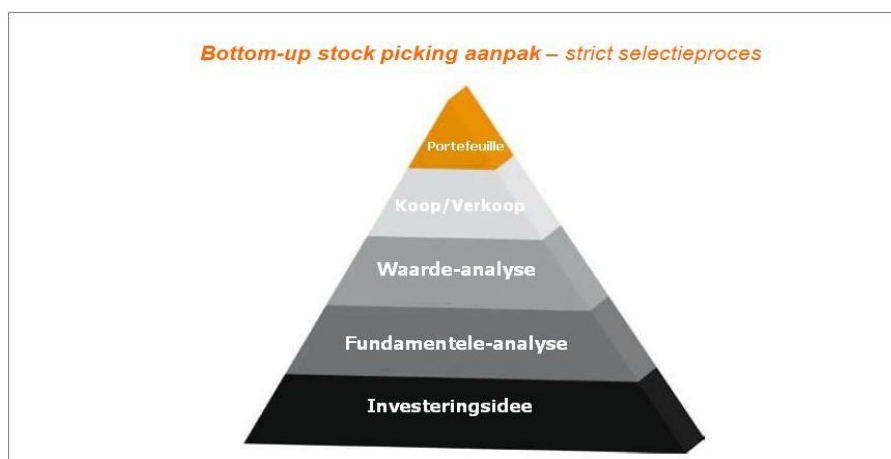 Bottom-up stock picking aanpak – strict selectieproces
Portefeuille
Koop/Verkoop
Waarde-analyse
Fundamentele-analyse
Investeringsidee